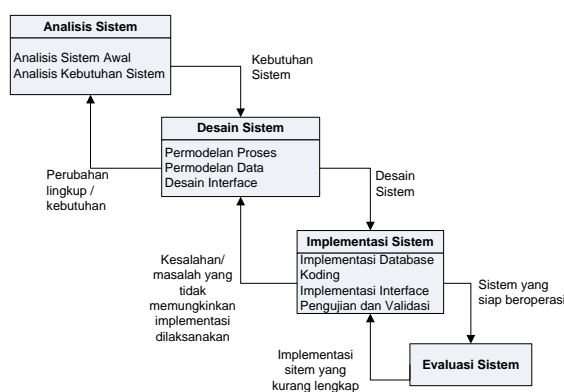 Analisis Sistem
Analisis Sistem Awal
Analisis Kebutuhan Sistem
Kebutuhan
Sistem
Desain Sistem
Permodelan Proses
Permodelan Data
Desain Interface
Perubahan
lingkup /
kebutuhan
Desain
Sistem
Implementasi Sistem
Implementasi Database
Koding
Implementasi Interface
Pengujian dan Validasi
Kesalahan/
masalah yang
tidak
memungkinkan
implementasi
dilaksanakan
Sistem yang
siap beroperasi
Implementasi
sitem yang
kurang lengkap
Evaluasi Sistem